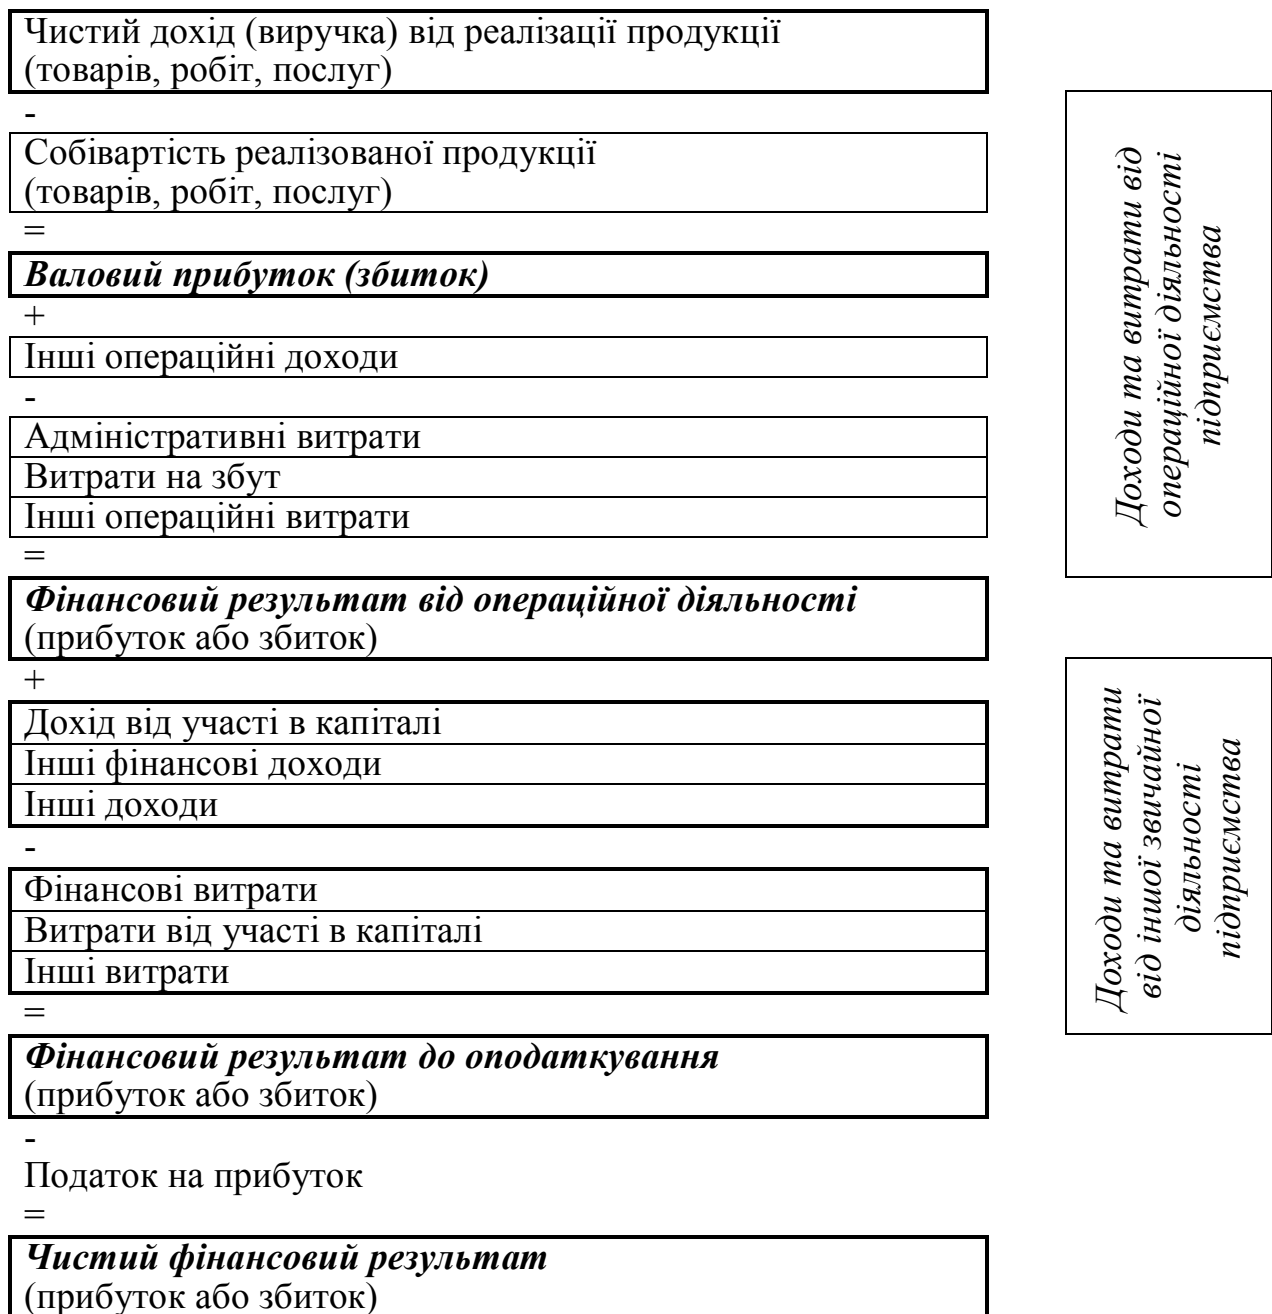 Чистий дохід (виручка) від реалізації продукції
(товарів, робіт, послуг)
-
Собівартість реалізованої продукції
(товарів, робіт, послуг)
=
Валовий прибуток (збиток)
+
Інші операційні доходи
-
Адміністративні витрати
Витрати на збут
Інші операційні витрати
=
Фінансовий результат від операційної діяльності
(прибуток або збиток)
+
Дохід від участі в капіталі
Інші фінансові доходи
Інші доходи
-
Фінансові витрати
Витрати від участі в капіталі
Інші витрати
=
Фінансовий результат до оподаткування
(прибуток або збиток)
-
Податок на прибуток
=
Чистий фінансовий результат
(прибуток або збиток)
Доходи та витрати від
операційної діяльності
підприємства
Доходи та витрати
від іншої звичайної
діяльності
підприємства